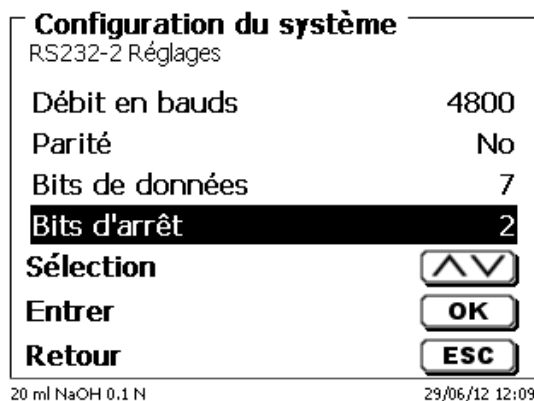 Configuration du système
RS232-2 Réglages
Débit en bauds 4800
Parité No
Bits de données 7
Bits d'arrêt 2
Sélection
Entrer OK
Retour ESC
20 ml NaOH 0.1 N 29/06/12 12:09